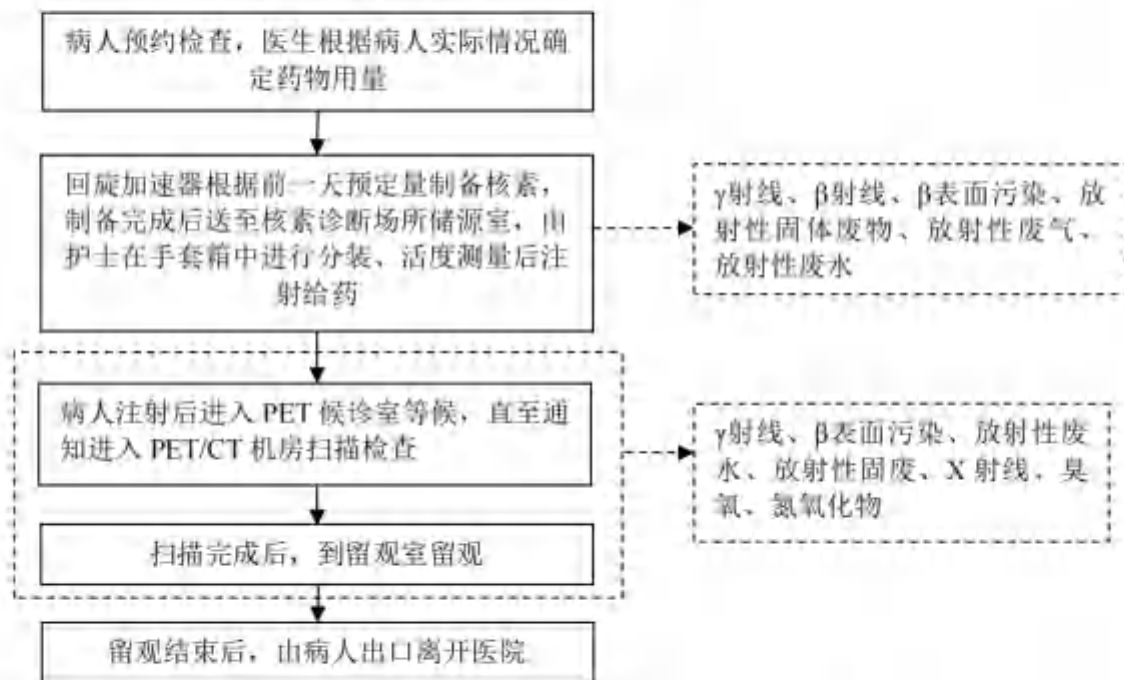 病人预约检查，医生根据病人实际情况确
定药物用量
回旋加速器根据前一天预定量制备核素，
制备完成后送至核素诊断场所储源室，由
护士在手套箱中进行分装、活度测量后注
射给药
γ射线、β射线、β表面污染、放
射性固体废物、放射性废气、
放射性废水
病人注射后进入 PET 候诊室等候，直至通
知进入 PET/CT 机房扫描检查
γ射线、β表面污染、放射性废
水、放射性固废、X 射线、臭
氧、氮氧化物
扫描完成后，到留观室留观
留观结束后，由病人出口离开医院